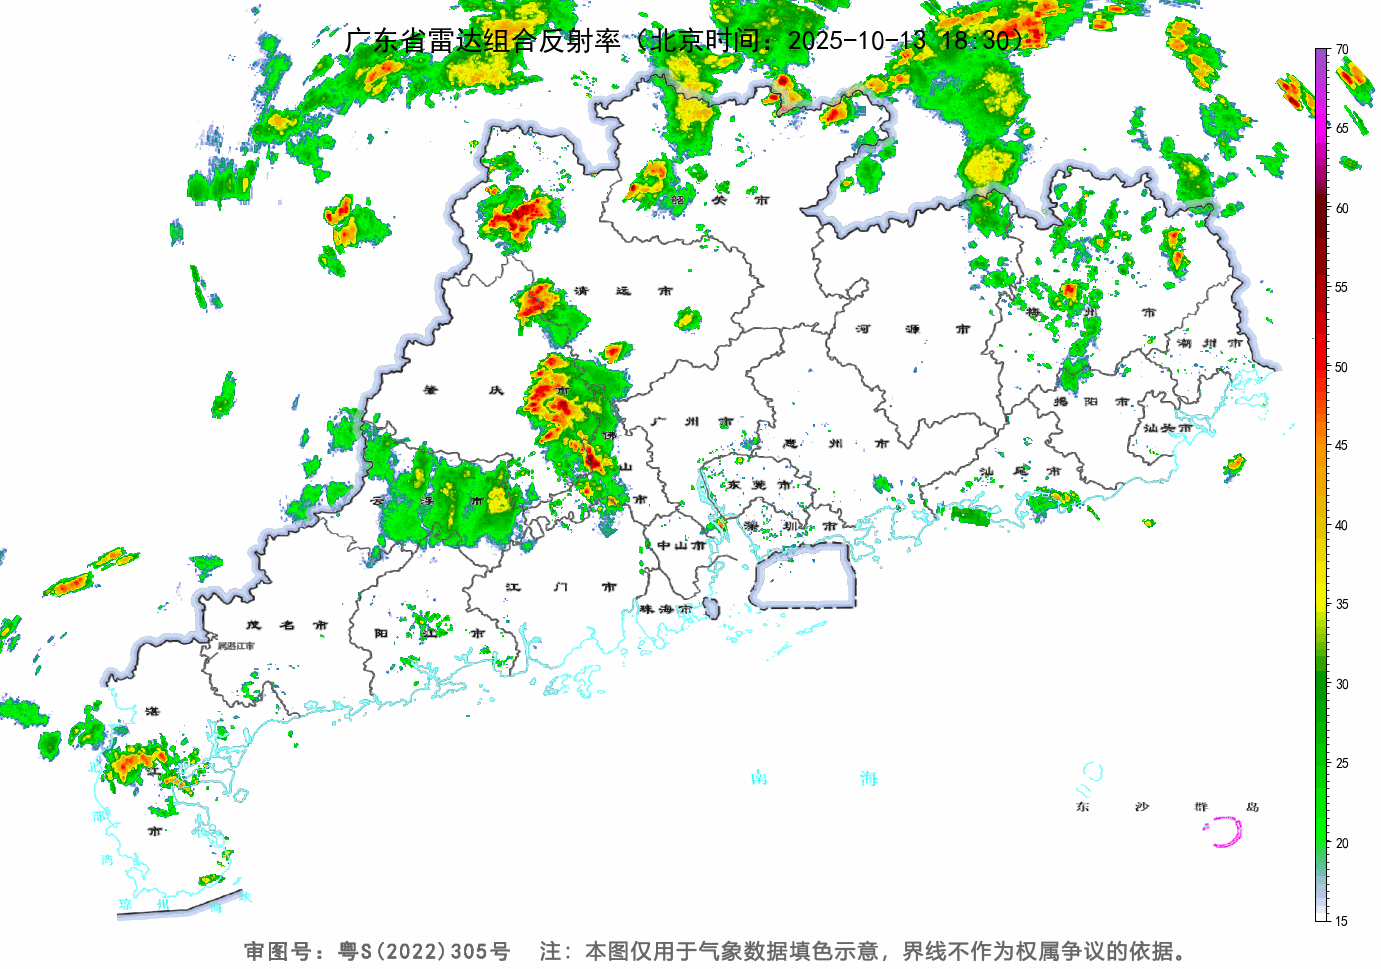 广东省雷达组合反射率（北京时间：2025-10-13 18:30）
70
65
60
55
50
45
40
35
30
25
20
15
韶 关 市
清 远 市
河 源 市
梅 州 市
潮 州 市
肇 庆 市
广 州 市
揭 阳 市
汕头市
惠 州 市
佛 山 市
汕 尾 市
东 莞 市
云 浮 市
深 圳 市
中山市
江 门 市
珠海市
茂 名 市
阳 江 市
属湛江市
湛 江 市
北 部 湾
南 海
东 沙 群 岛
琼 州 海 峡
审图号：粤S(2022)305号 注：本图仅用于气象数据填色示意，界线不作为权属争议的依据。